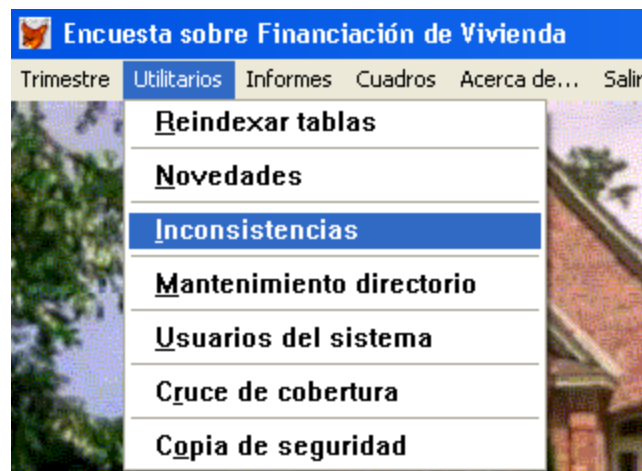 Encuesta sobre Financiación de Vivienda
Trimestre Utilitarios Informes Cuadros Acerca de... Salir
Reindexar tablas
Novedades
Inconsistencias
Mantenimiento directorio
Usuarios del sistema
Cruce de cobertura
Copia de seguridad